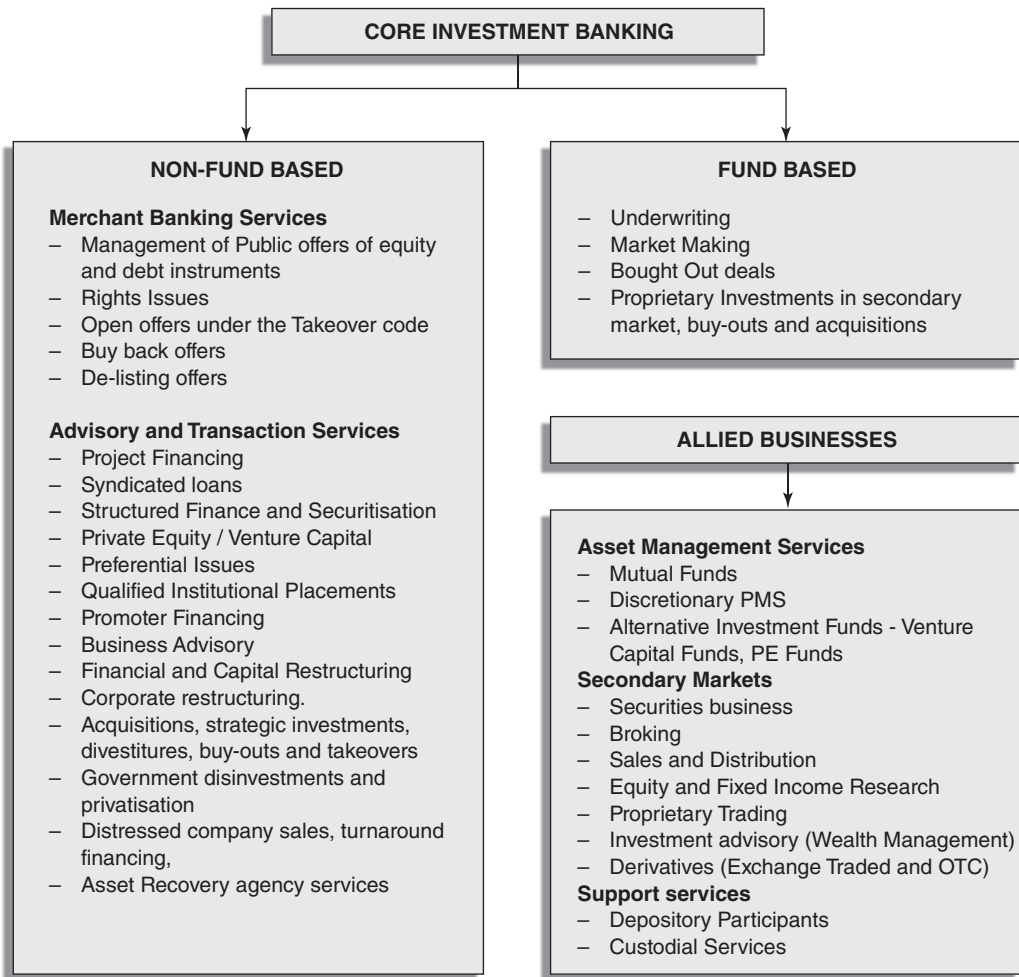 CORE INVESTMENT BANKING
NON-FUND BASED
Merchant Banking Services
– Management of Public offers of equity
and debt instruments
– Rights Issues
– Open offers under the Takeover code
– Buy back offers
– De-listing offers
Advisory and Transaction Services
– Project Financing
– Syndicated loans
– Structured Finance and Securitisation
– Private Equity / Venture Capital
– Preferential Issues
– Qualified Institutional Placements
– Promoter Financing
– Business Advisory
– Financial and Capital Restructuring
– Corporate restructuring.
– Acquisitions, strategic investments,
divestitures, buy-outs and takeovers
– Government disinvestments and
privatisation
– Distressed company sales, turnaround
financing,
– Asset Recovery agency services
FUND BASED
– Underwriting
– Market Making
– Bought Out deals
– Proprietary Investments in secondary
market, buy-outs and acquisitions
ALLIED BUSINESSES
Asset Management Services
– Mutual Funds
– Discretionary PMS
– Alternative Investment Funds - Venture
Capital Funds, PE Funds
Secondary Markets
– Securities business
– Broking
– Sales and Distribution
– Equity and Fixed Income Research
– Proprietary Trading
– Investment advisory (Wealth Management)
– Derivatives (Exchange Traded and OTC)
Support services
– Depository Participants
– Custodial Services